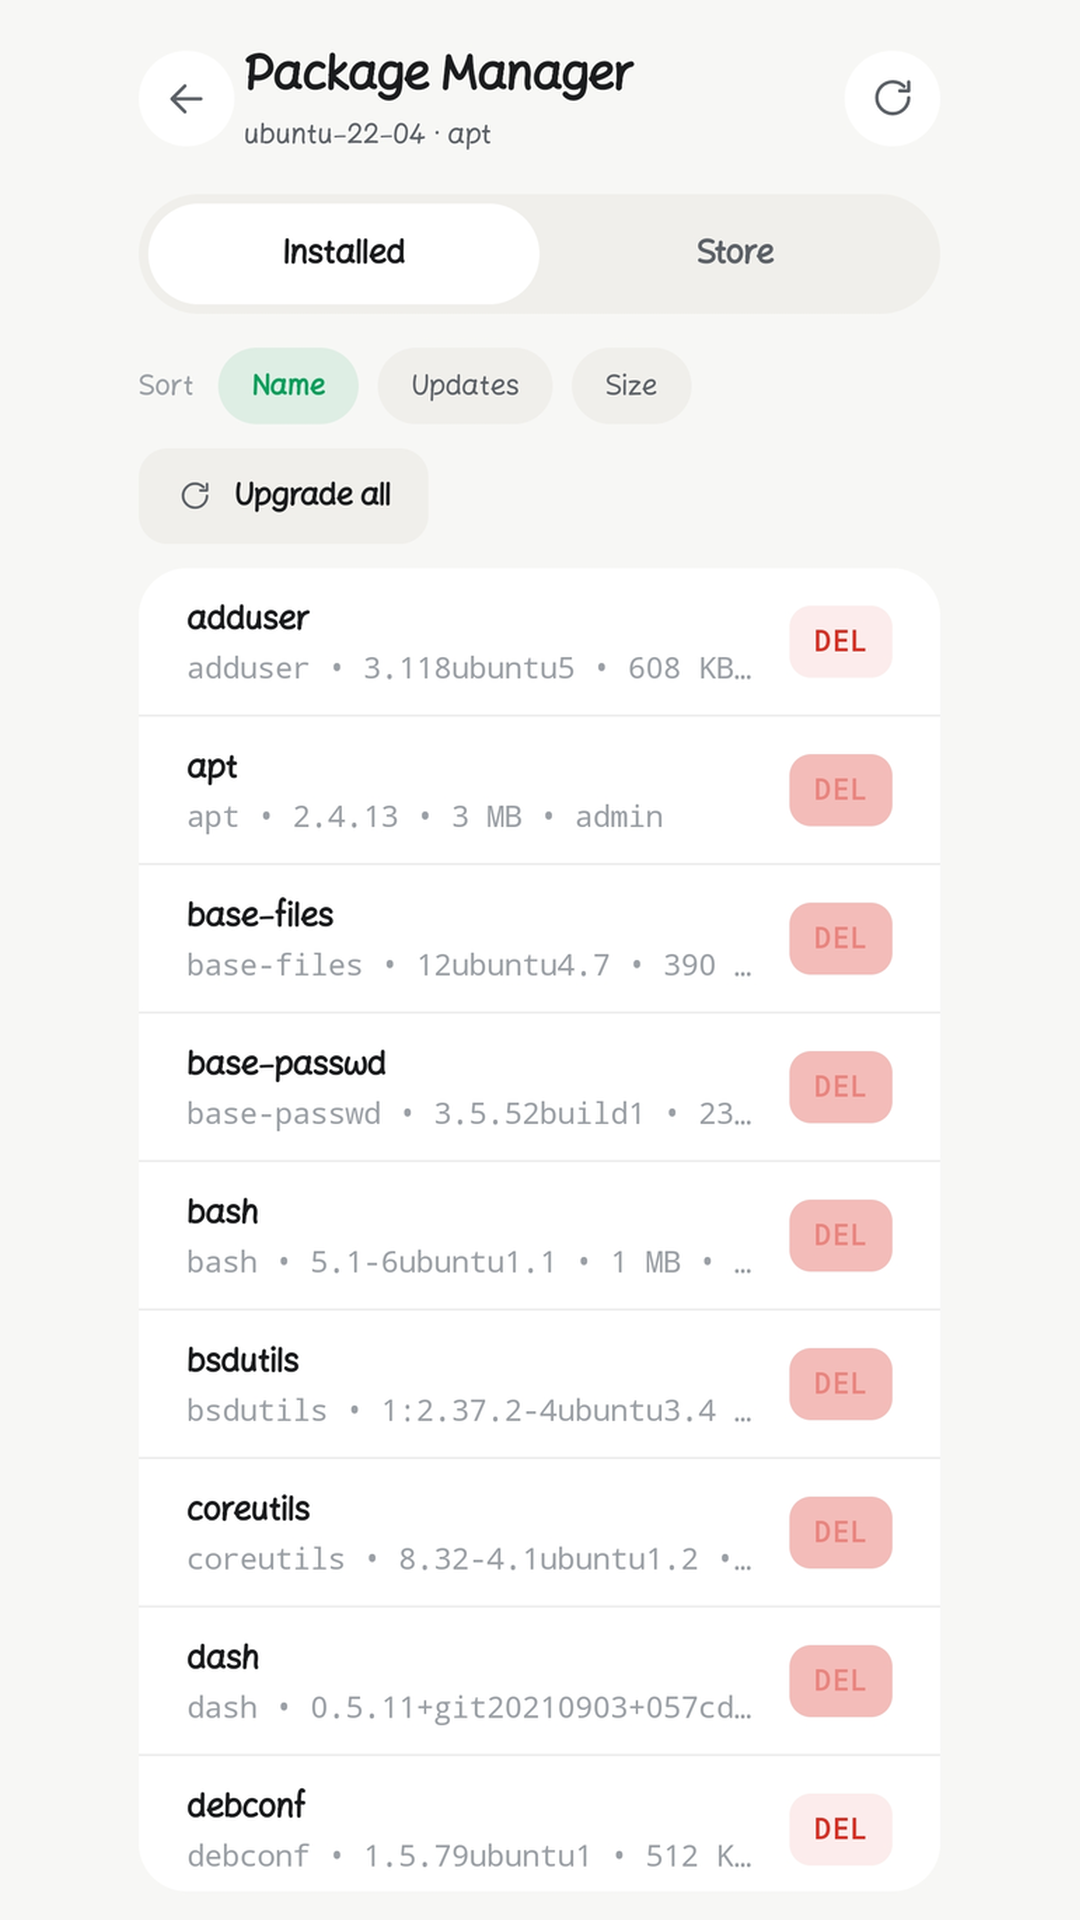 Package Manager
ubuntu-22-04 · apt
Installed
Store
Sort
Name
Updates
Size
Upgrade all
adduser
adduser • 3.118ubuntu5 • 608 KB…
DEL
apt
apt • 2.4.13 • 3 MB • admin
DEL
base-files
base-files • 12ubuntu4.7 • 390 …
DEL
base-passwd
base-passwd • 3.5.52build1 • 23…
DEL
bash
bash • 5.1-6ubuntu1.1 • 1 MB • …
DEL
bsdutils
bsdutils • 1:2.37.2-4ubuntu3.4 …
DEL
coreutils
coreutils • 8.32-4.1ubuntu1.2 •…
DEL
dash
dash • 0.5.11+git20210903+057cd…
DEL
debconf
debconf • 1.5.79ubuntu1 • 512 K…
DEL